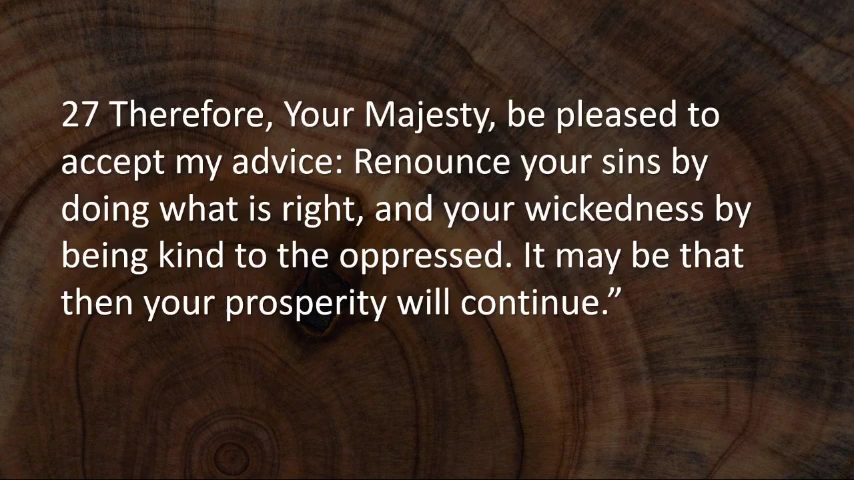 27 Therefore, Your Majesty, be pleased to
accept my advice: Renounce your sins by
doing what is right, and your wickedness by
being kind to the oppressed. It may be that
then your prosperity will continue.”